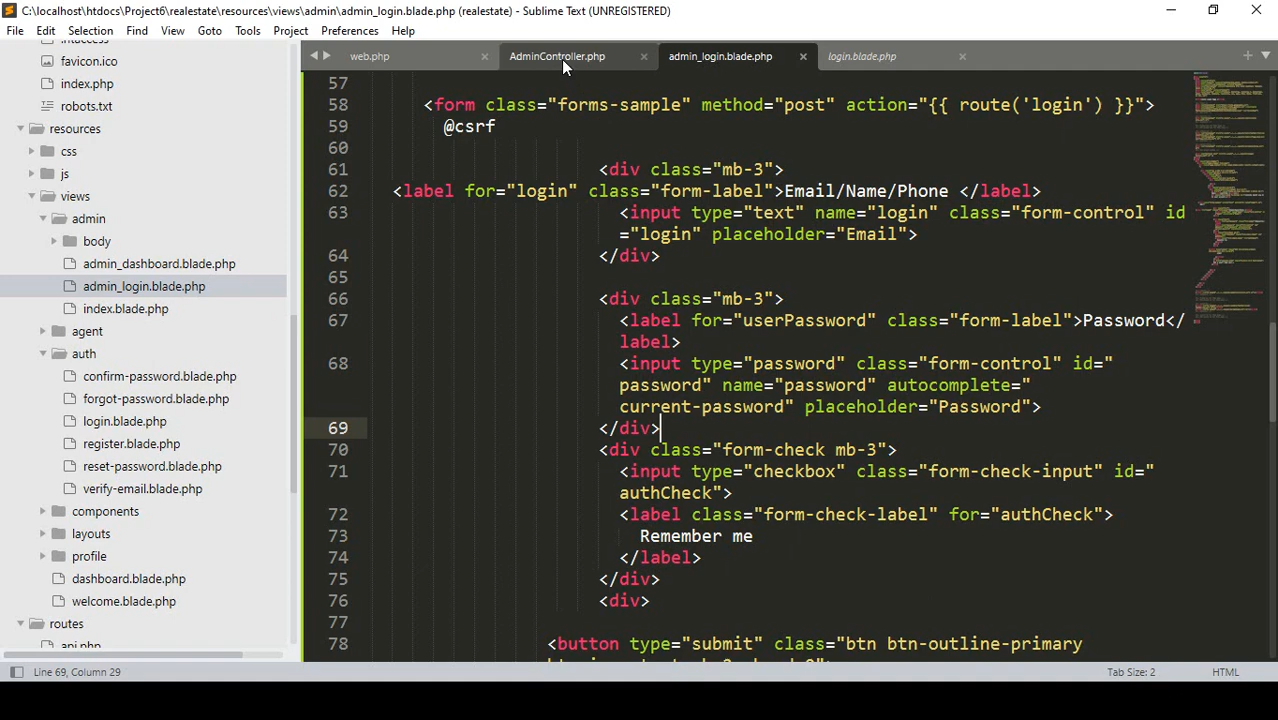 C:\localhost\htdocs\Project6\realestate\resources\views\admin\admin_login.blade.php (realestate) - Sublime Text (UNREGISTERED)
File Edit Selection Find View Goto Tools Project Preferences Help
favicon.ico
index.php
robots.txt
resources
css
js
views
admin
body
admin_dashboard.blade.php
admin_login.blade.php
index.blade.php
agent
auth
confirm-password.blade.php
forgot-password.blade.php
login.blade.php
register.blade.php
reset-password.blade.php
verify-email.blade.php
components
layouts
profile
dashboard.blade.php
welcome.blade.php
routes
api.php
web.php AdminController.php admin_login.blade.php login.blade.php
57
58 <form class="forms-sample" method="post" action="{{ route('login') }}">
59 @csrf
60
61 <div class="mb-3">
62 <label for="login" class="form-label">Email/Name/Phone </label>
63 <input type="text" name="login" class="form-control" id
="login" placeholder="Email">
64 </div>
65
66 <div class="mb-3">
67 <label for="userPassword" class="form-label">Password</
label>
68 <input type="password" class="form-control" id="
password" name="password" autocomplete="
current-password" placeholder="Password">
69 </div>
70 <div class="form-check mb-3">
71 <input type="checkbox" class="form-check-input" id="
authCheck">
72 <label class="form-check-label" for="authCheck">
73 Remember me
74 </label>
75 </div>
76 <div>
77
78 <button type="submit" class="btn btn-outline-primary
Line 69, Column 29 Tab Size: 2 HTML